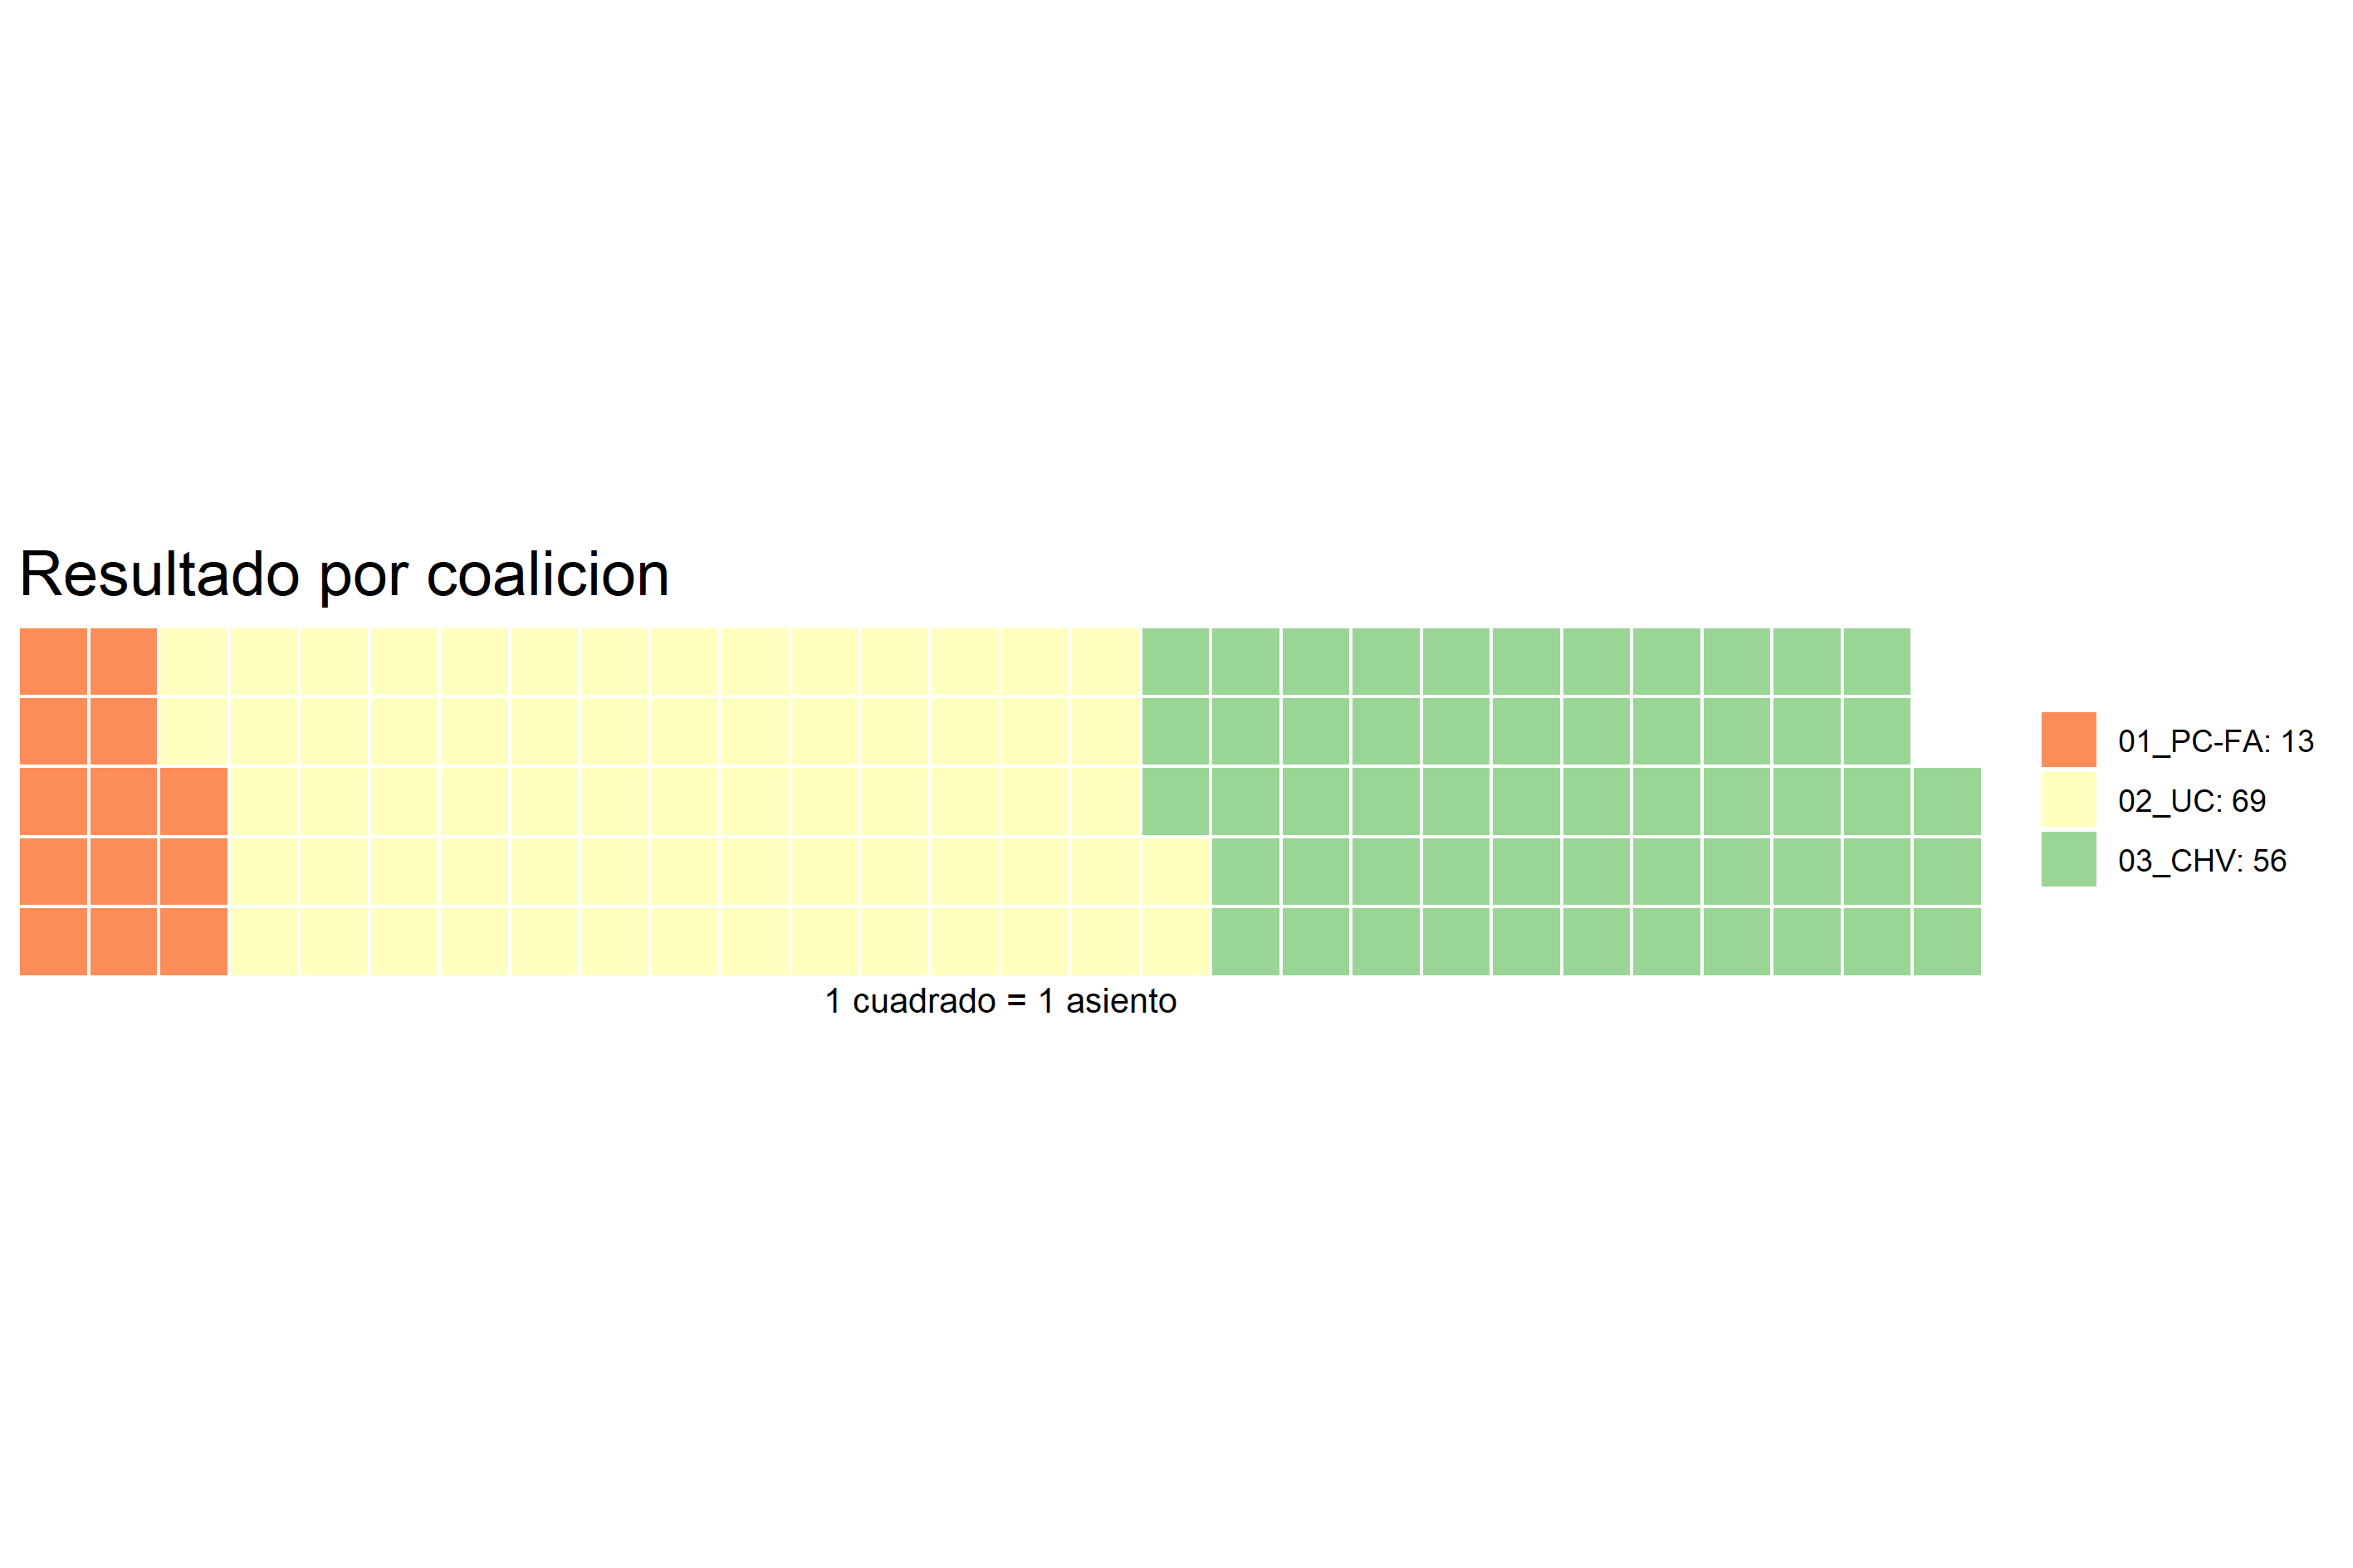 Resultado por coalicion
01_PC-FA: 13
02_UC: 69
03_CHV: 56
1 cuadrado = 1 asiento